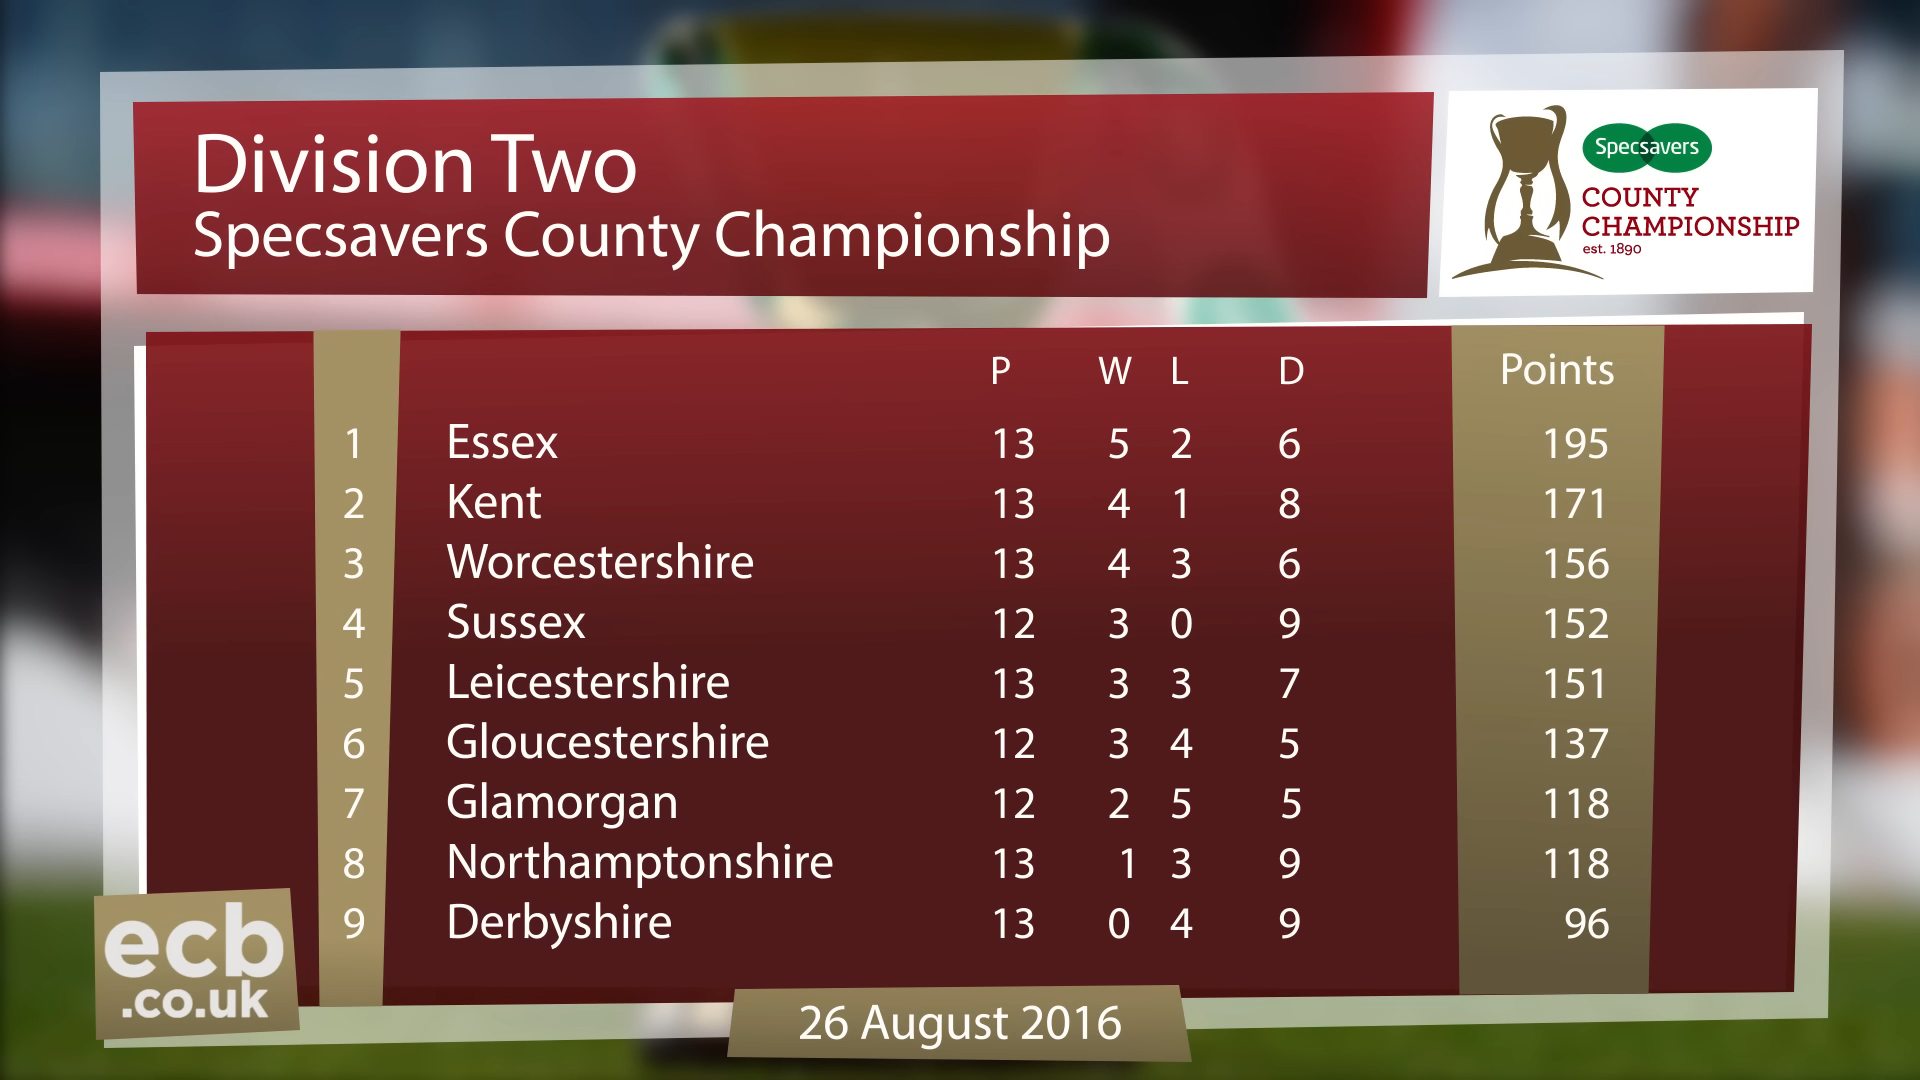 Division Two
Specsavers County Championship
Specsavers
COUNTY
CHAMPIONSHIP
est. 1890
P W L D Points
1 Essex 13 5 2 6 195
2 Kent 13 4 1 8 171
3 Worcestershire 13 4 3 6 156
4 Sussex 12 3 0 9 152
5 Leicestershire 13 3 3 7 151
6 Gloucestershire 12 3 4 5 137
7 Glamorgan 12 2 5 5 118
8 Northamptonshire 13 1 3 9 118
9 Derbyshire 13 0 4 9 96
ecb
.co.uk
26 August 2016